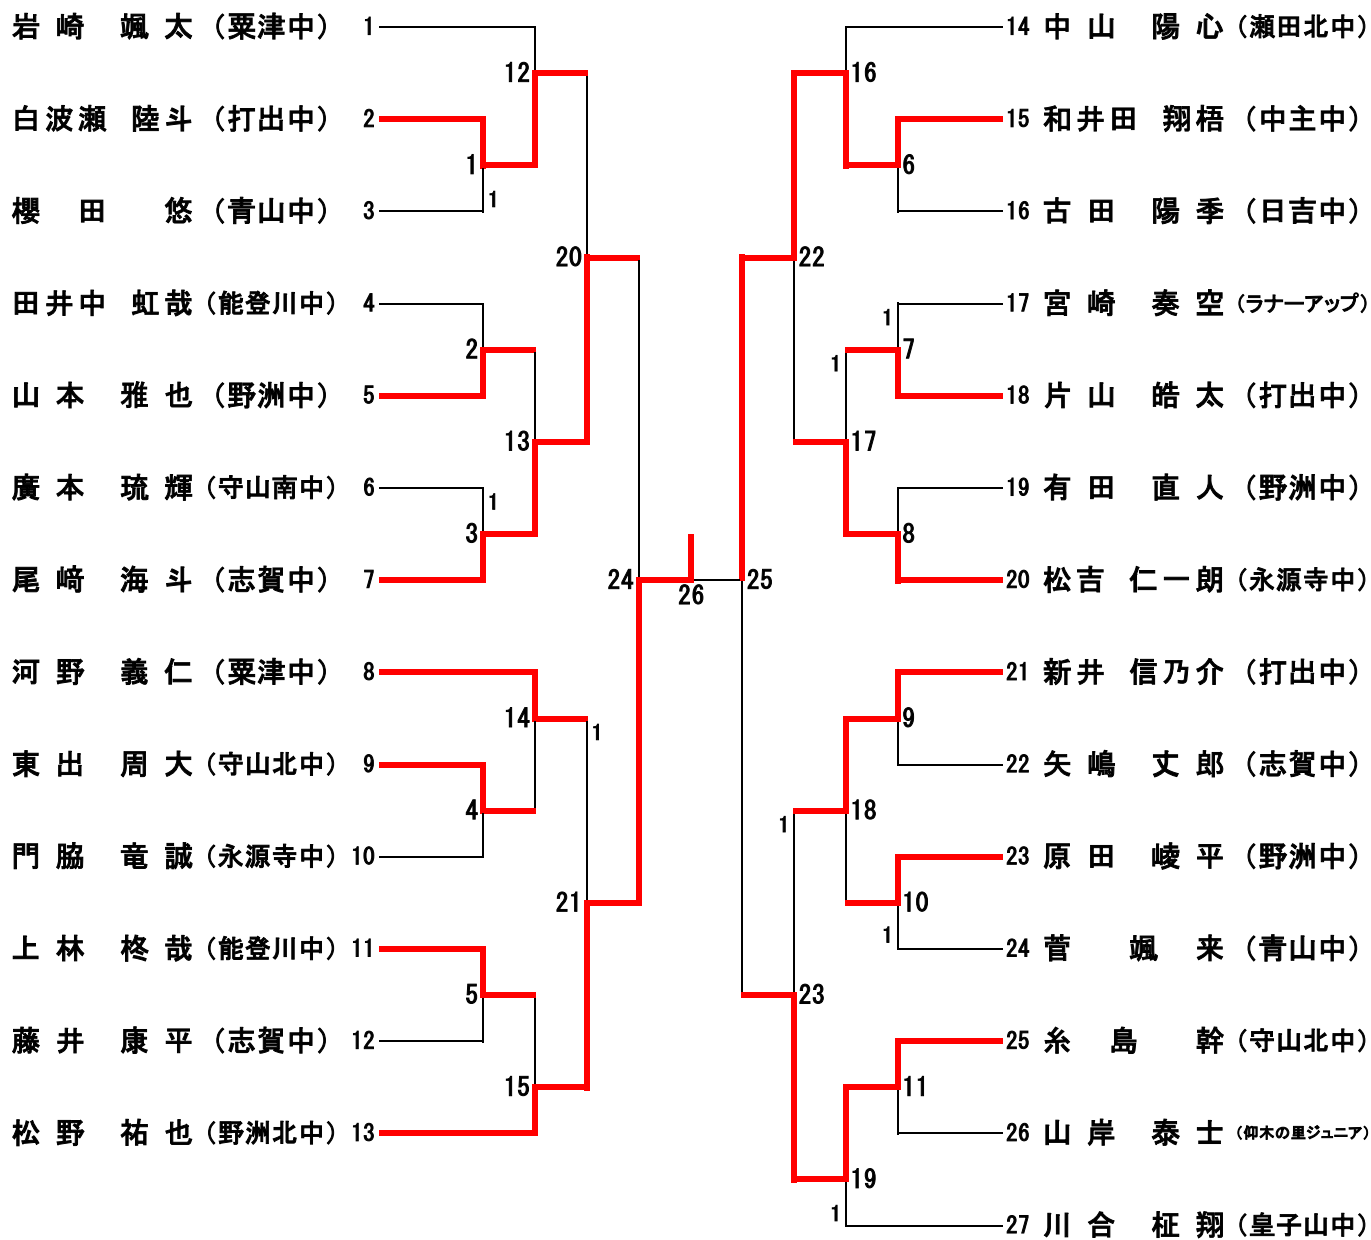 岩崎 颯太 (粟津中) 1
白波瀬 陸斗 (打出中) 2
櫻田 悠 (青山中) 3
田井中 虹哉 (能登川中) 4
山本 雅也 (野洲中) 5
廣本 琉輝 (守山南中) 6
尾﨑 海斗 (志賀中) 7
河野 義仁 (粟津中) 8
東出 周大 (守山北中) 9
門脇 竜誠 (永源寺中) 10
上林 柊哉 (能登川中) 11
藤井 康平 (志賀中) 12
松野 祐也 (野洲北中) 13
12
1
1
20
2
13
1
3
24
14
1
4
21
5
15
26
14 中山 陽心 (瀬田北中)
15 和井田 翔梧 (中主中)
16 古田 陽季 (日吉中)
17 宮崎 奏空 (ラナーアップ)
18 片山 皓太 (打出中)
19 有田 直人 (野洲中)
20 松吉 仁一朗 (永源寺中)
21 新井 信乃介 (打出中)
22 矢嶋 丈郎 (志賀中)
23 原田 崚平 (野洲中)
24 菅 颯来 (青山中)
25 糸島 幹 (守山北中)
26 山岸 泰士 (仰木の里ジュニア)
27 川合 柾翔 (皇子山中)
16
6
22
1
7
1
17
8
25
9
1
18
10
1
23
11
19
1